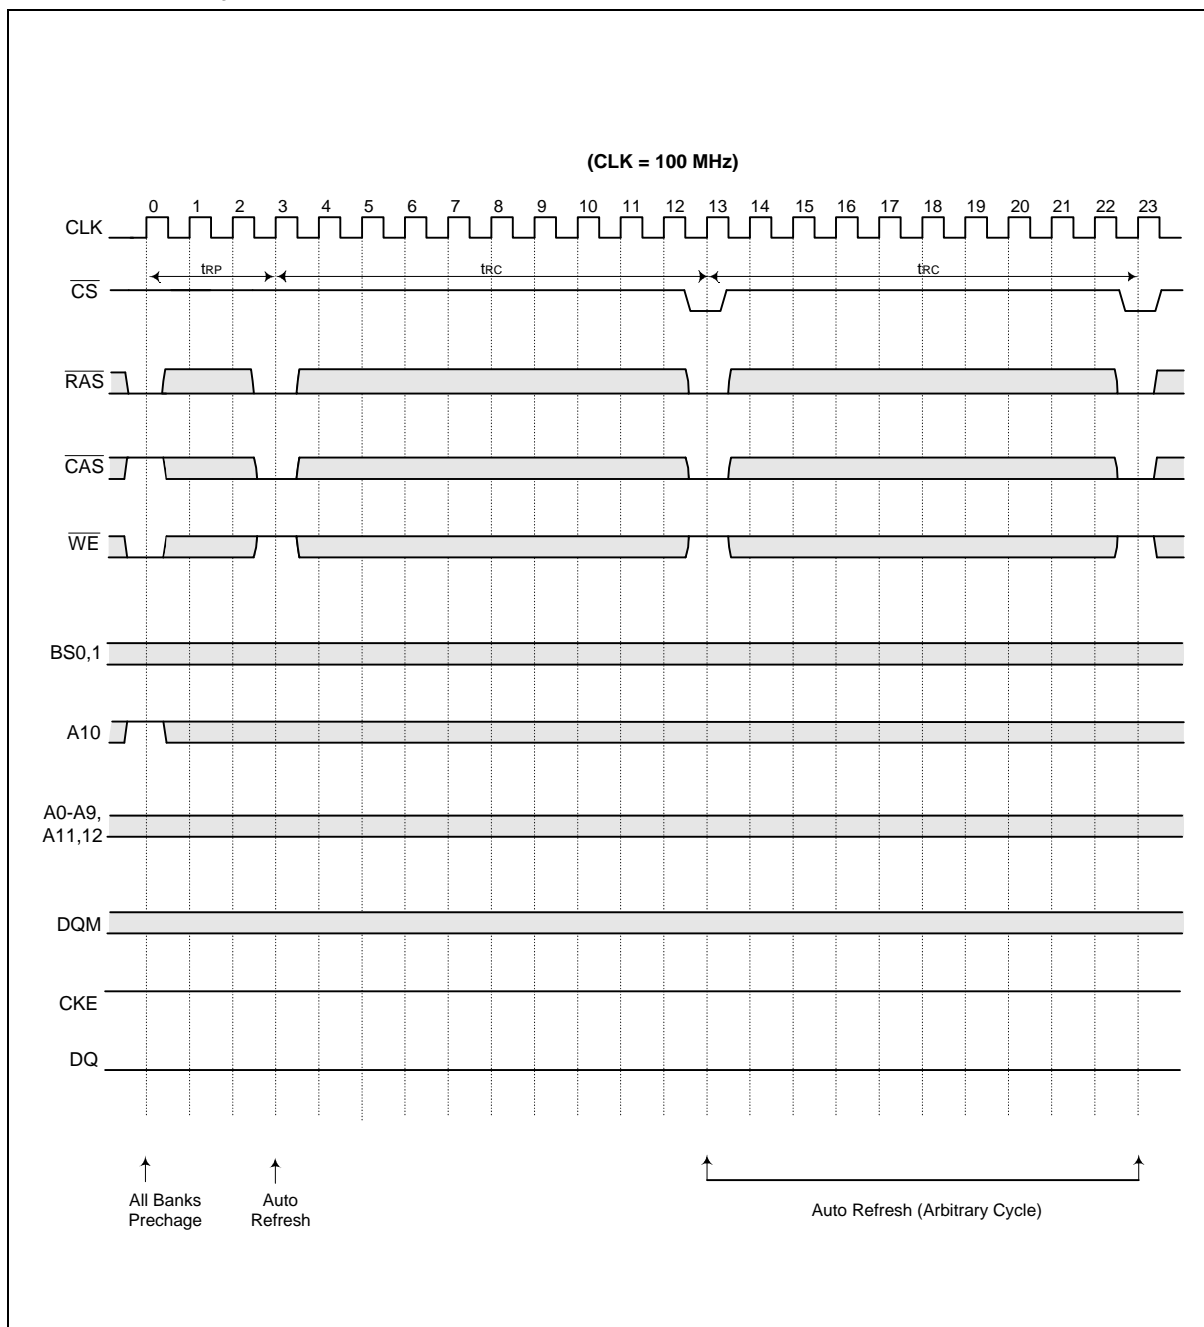 (CLK = 100 MHz)
0 1 2 3 4 5 6 7 8 9 10 11 12 13 14 15 16 17 18 19 20 21 22 23
CLK
tRP tRC tRC
CS
RAS
CAS
WE
BS0,1
A10
A0-A9,
A11,12
DQM
CKE
DQ
All Banks
Prechage
Auto
Refresh
Auto Refresh (Arbitrary Cycle)